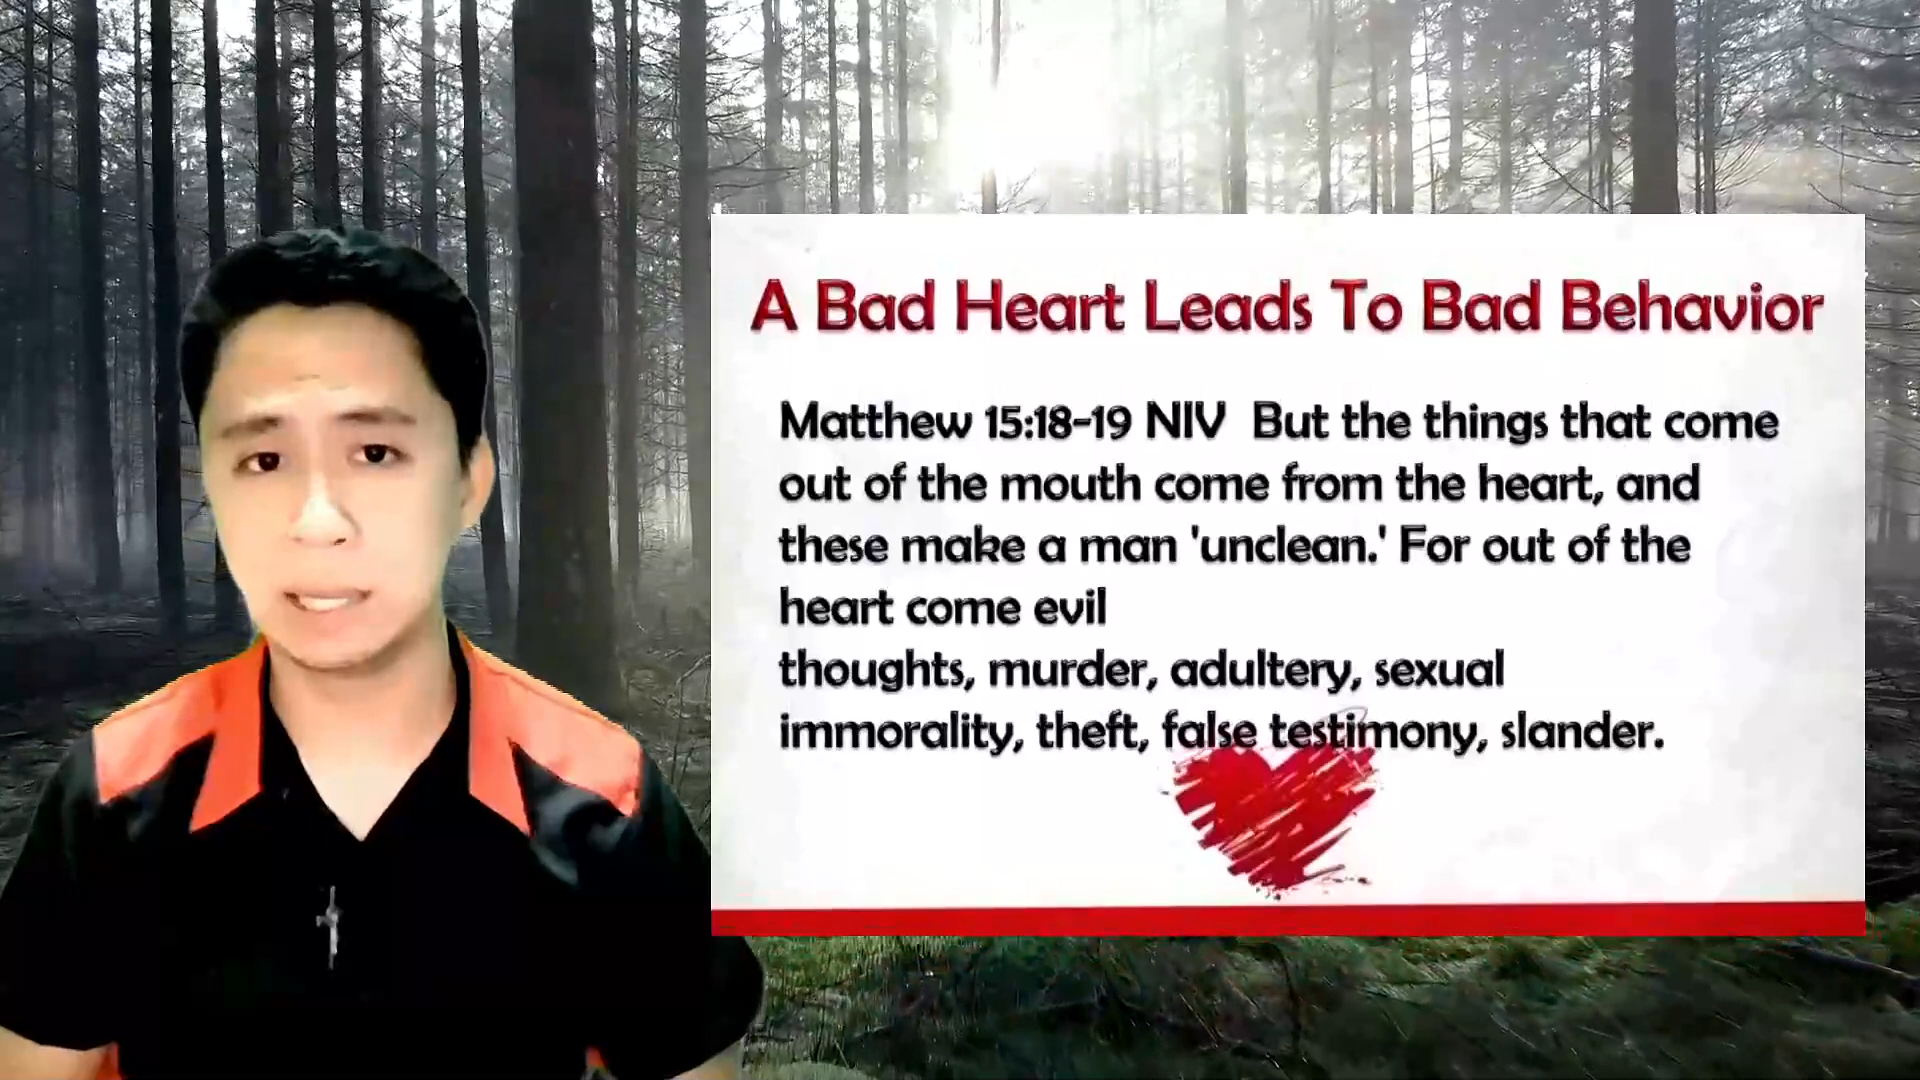 A Bad Heart Leads To Bad Behavior
Matthew 15:18-19 NIV  But the things that come
out of the mouth come from the heart, and
these make a man 'unclean.' For out of the
heart come evil
thoughts, murder, adultery, sexual
immorality, theft, false testimony, slander.